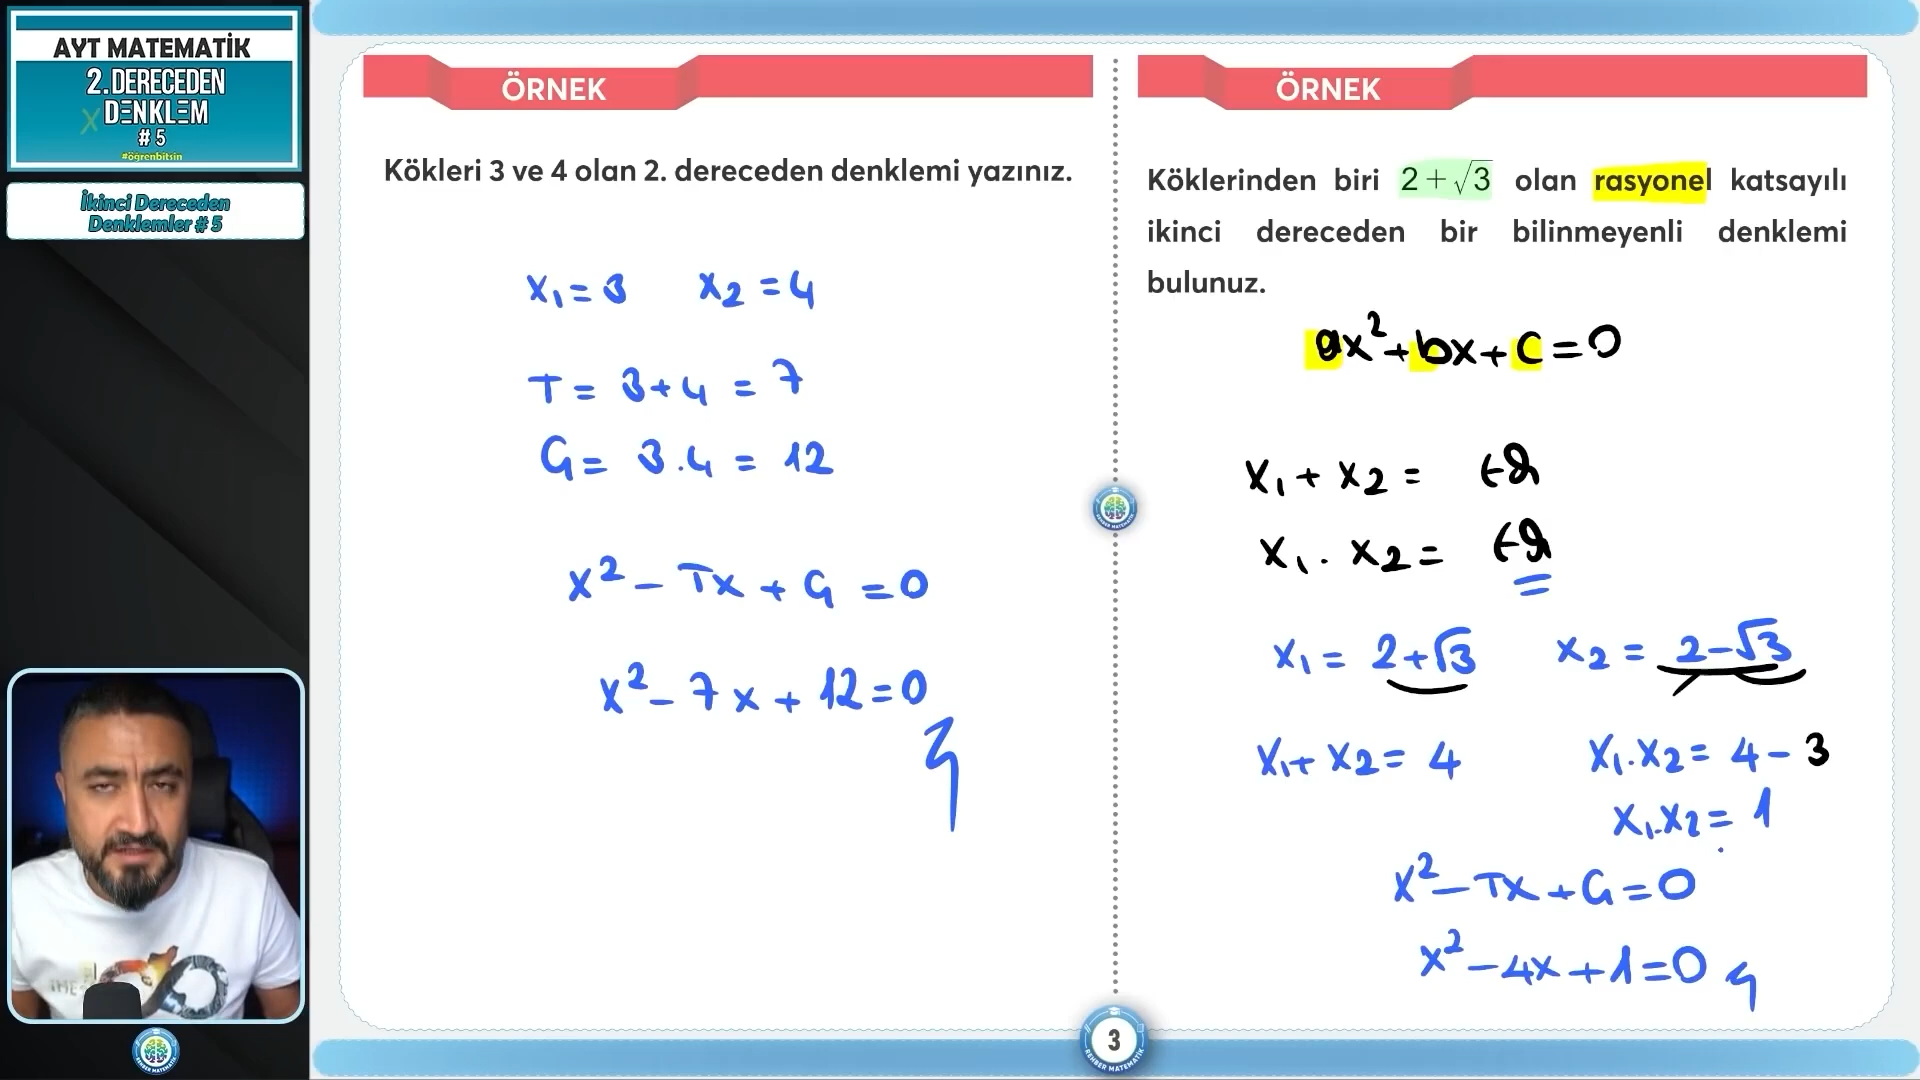 AYT MATEMATİK
2.DERECEDEN
DENKLEM
X
# 5
#öğrenbitsin
İkinci Dereceden
Denklemler # 5
ÖRNEK
Kökleri 3 ve 4 olan 2. dereceden denklemi yazınız.
x₁ = 3 x₂ = 4
T = 3+4 = 7
G = 3.4 = 12
x² - Tx + G = 0
x² - 7x + 12 = 0
ÖRNEK
Köklerinden biri 2+√3 olan rasyonel katsayılı
ikinci dereceden bir bilinmeyenli denklemi
bulunuz.
ax²+bx+c=0
x₁ + x₂ =
x₁ . x₂ =
x₁ = 2+√3 x₂ = 2-√3
x₁+x₂ = 4 x₁.x₂ = 4-3
x₁.x₂ = 1
x² - Tx + G = 0
x² - 4x + 1 = 0
3
REHBER MATEMATİK